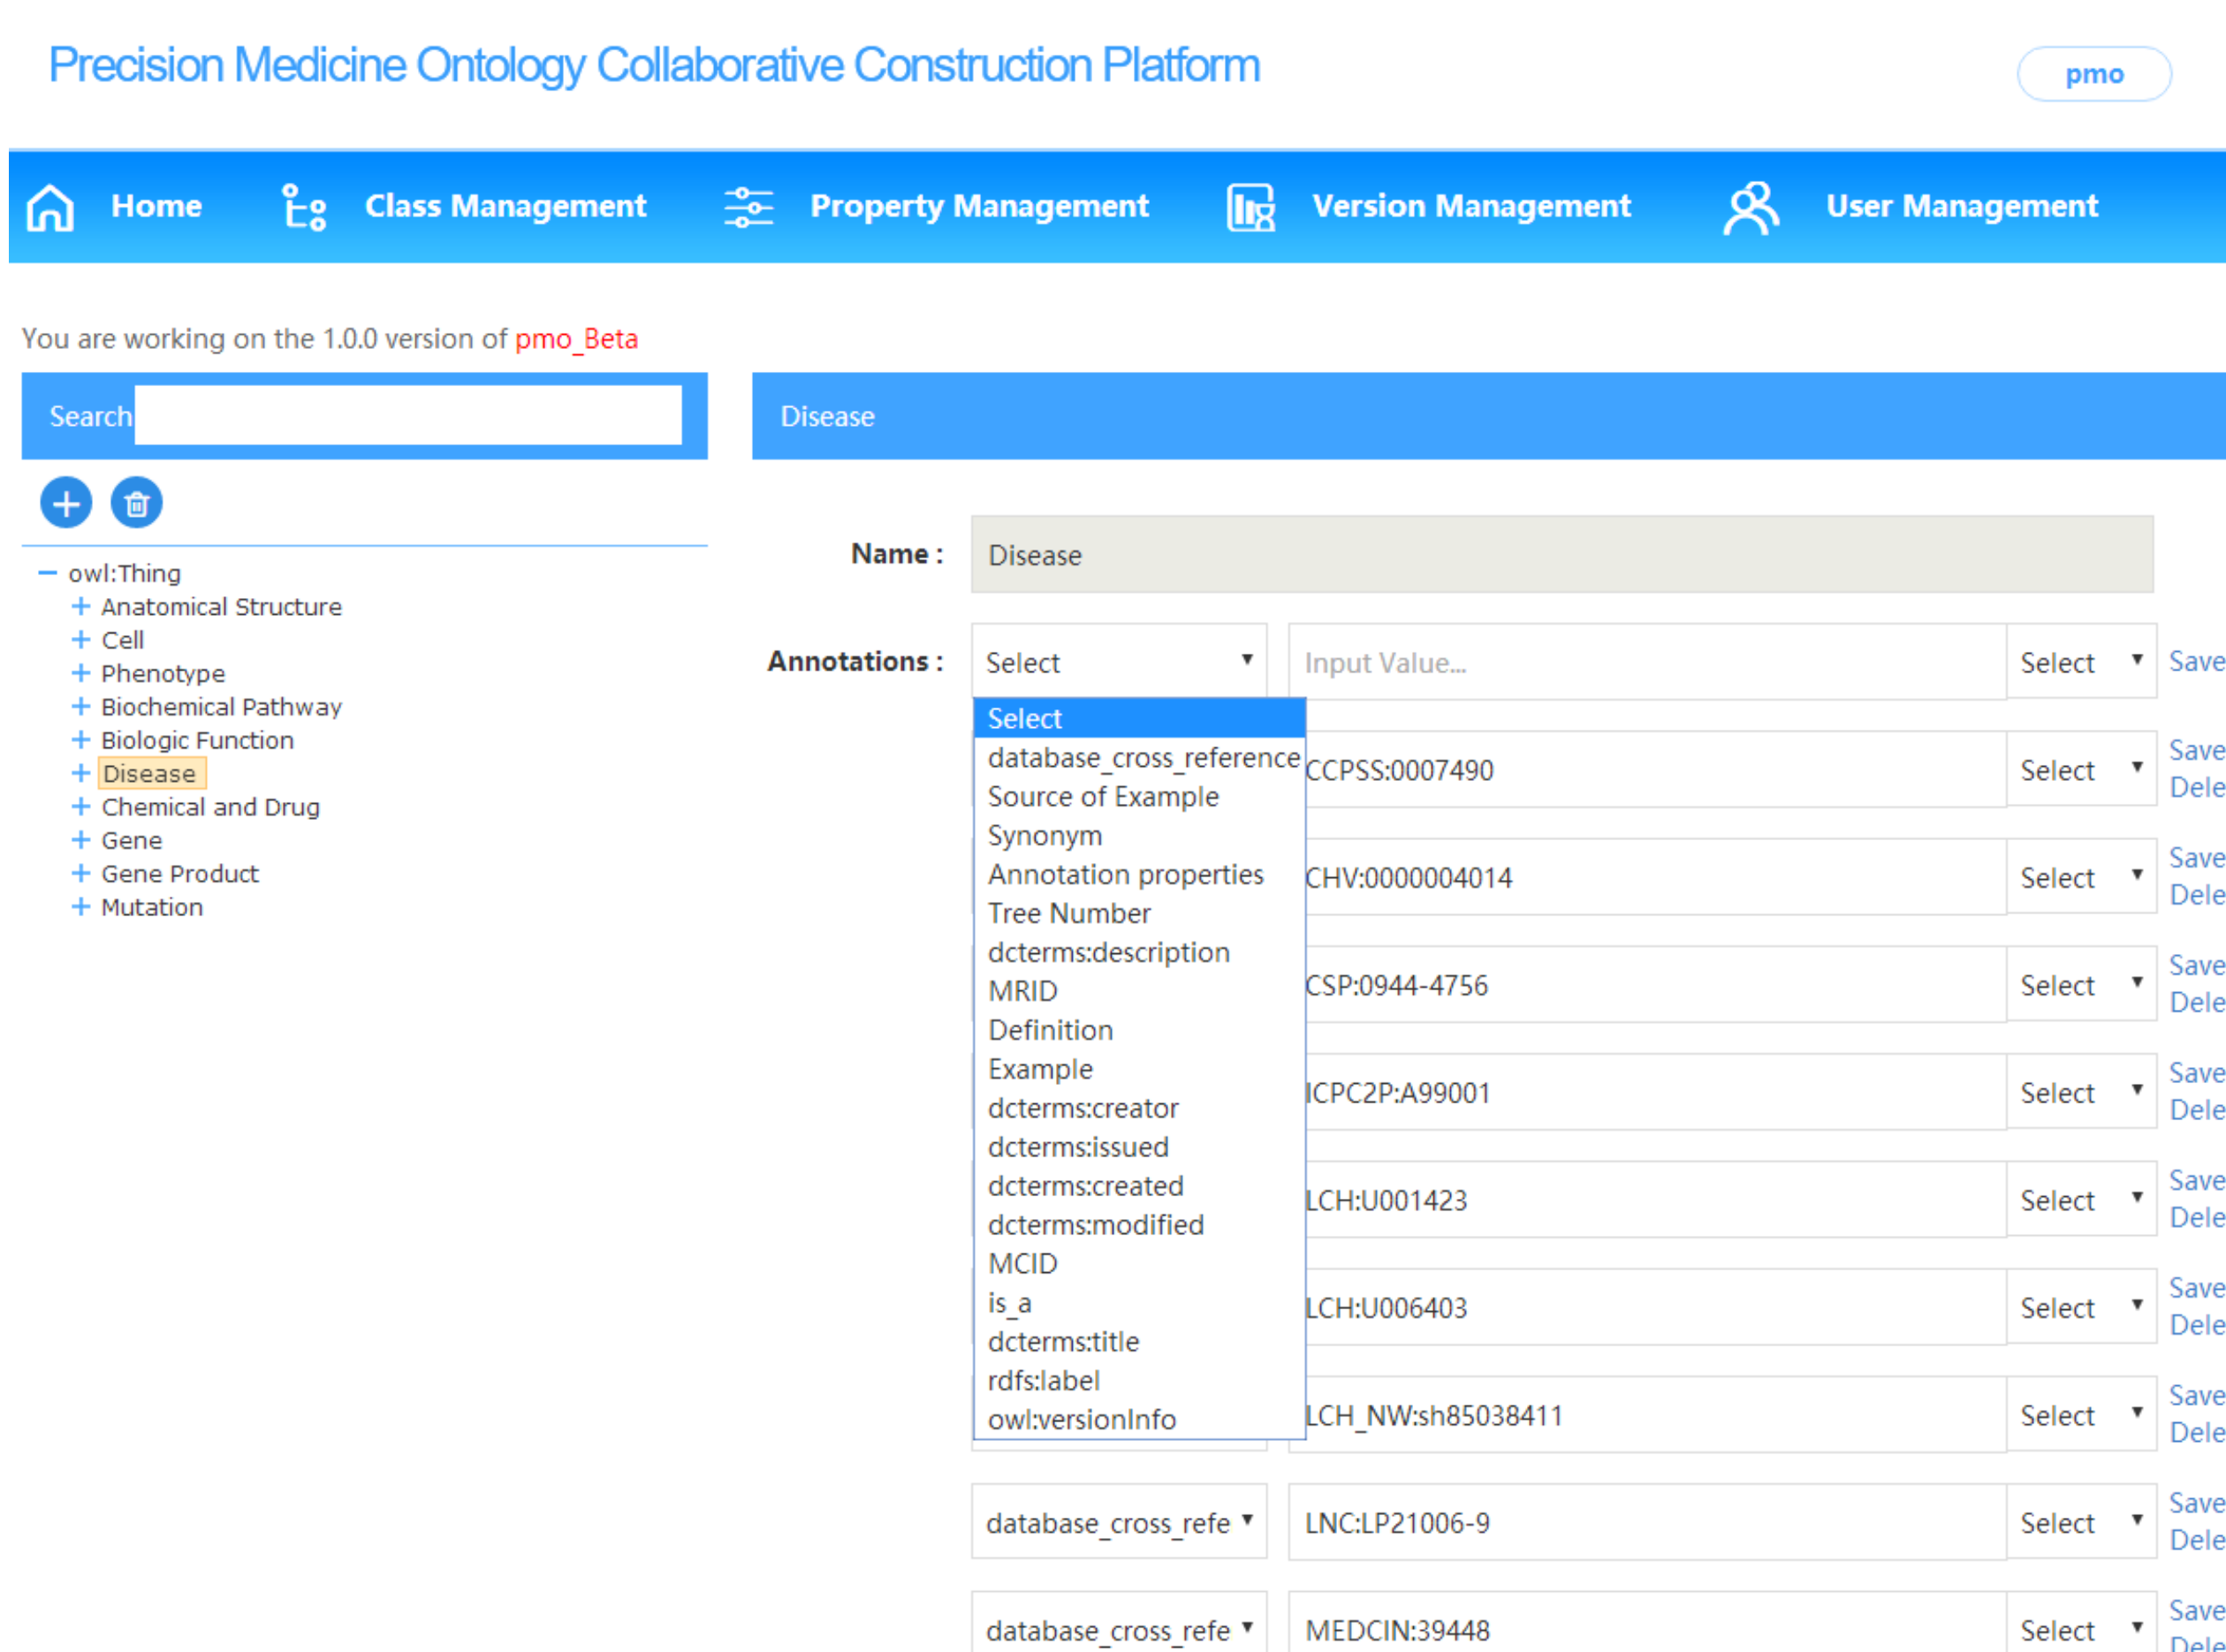 Precision Medicine Ontology Collaborative Construction Platform
pmo
Home Class Management Property Management Version Management User Management
You are working on the 1.0.0 version of pmo_Beta
Search
Disease
owl:Thing
Anatomical Structure
Cell
Phenotype
Biochemical Pathway
Biologic Function
Disease
Chemical and Drug
Gene
Gene Product
Mutation
Name : Disease
Annotations : Select Input Value... Select Save
Select
database_cross_reference
Source of Example
Synonym
Annotation properties
Tree Number
dcterms:description
MRID
Definition
Example
dcterms:creator
dcterms:issued
dcterms:created
dcterms:modified
MCID
is_a
dcterms:title
rdfs:label
owl:versionInfo
CCPSS:0007490 Select Save
Dele
CHV:0000004014 Select Save
Dele
CSP:0944-4756 Select Save
Dele
ICPC2P:A99001 Select Save
Dele
LCH:U001423 Select Save
Dele
LCH:U006403 Select Save
Dele
LCH_NW:sh85038411 Select Save
Dele
database_cross_refe LNC:LP21006-9 Select Save
Dele
database_cross_refe MEDCIN:39448 Select Save
Dele